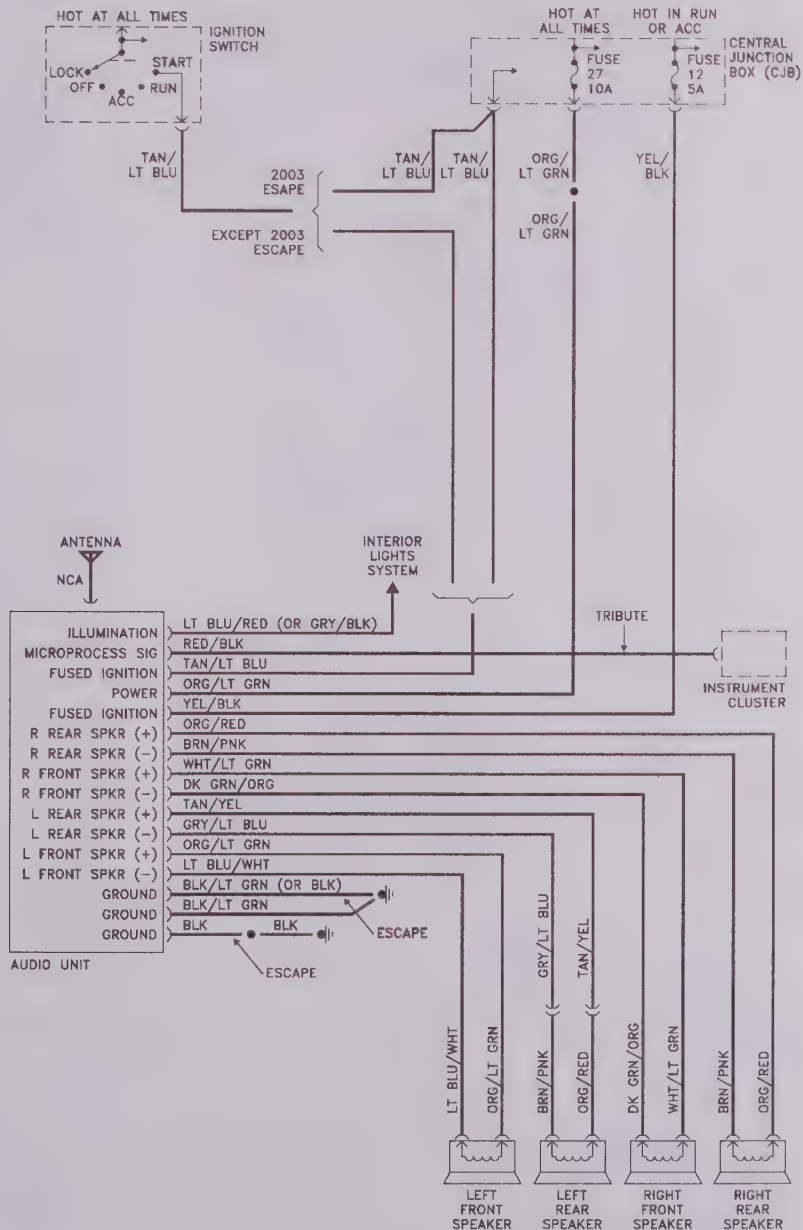 HOT AT ALL TIMES
IGNITION
SWITCH
LOCK
START
OFF
ACC
RUN
HOT AT
ALL TIMES
HOT IN RUN
OR ACC
FUSE
27
10A
FUSE
12
5A
CENTRAL
JUNCTION
BOX (CJB)
TAN/
LT BLU
2003
ESAPE
EXCEPT 2003
ESCAPE
TAN/
LT BLU
TAN/
LT BLU
ORG/
LT GRN
YEL/
BLK
ORG/
LT GRN
ANTENNA
NCA
INTERIOR
LIGHTS
SYSTEM
TRIBUTE
INSTRUMENT
CLUSTER
ILLUMINATION LT BLU/RED (OR GRY/BLK)
MICROPROCESS SIG RED/BLK
FUSED IGNITION TAN/LT BLU
POWER ORG/LT GRN
FUSED IGNITION YEL/BLK
R REAR SPKR (+) ORG/RED
R REAR SPKR (-) BRN/PNK
R FRONT SPKR (+) WHT/LT GRN
R FRONT SPKR (-) DK GRN/ORG
L REAR SPKR (+) TAN/YEL
L REAR SPKR (-) GRY/LT BLU
L FRONT SPKR (+) ORG/LT GRN
L FRONT SPKR (-) LT BLU/WHT
GROUND BLK/LT GRN (OR BLK)
GROUND BLK/LT GRN
GROUND BLK BLK
ESCAPE
ESCAPE
AUDIO UNIT
GRY/LT BLU
TAN/YEL
LT BLU/WHT
ORG/LT GRN
BRN/PNK
ORG/RED
DK GRN/ORG
WHT/LT GRN
BRN/PNK
ORG/RED
LEFT
FRONT
SPEAKER
LEFT
REAR
SPEAKER
RIGHT
FRONT
SPEAKER
RIGHT
REAR
SPEAKER